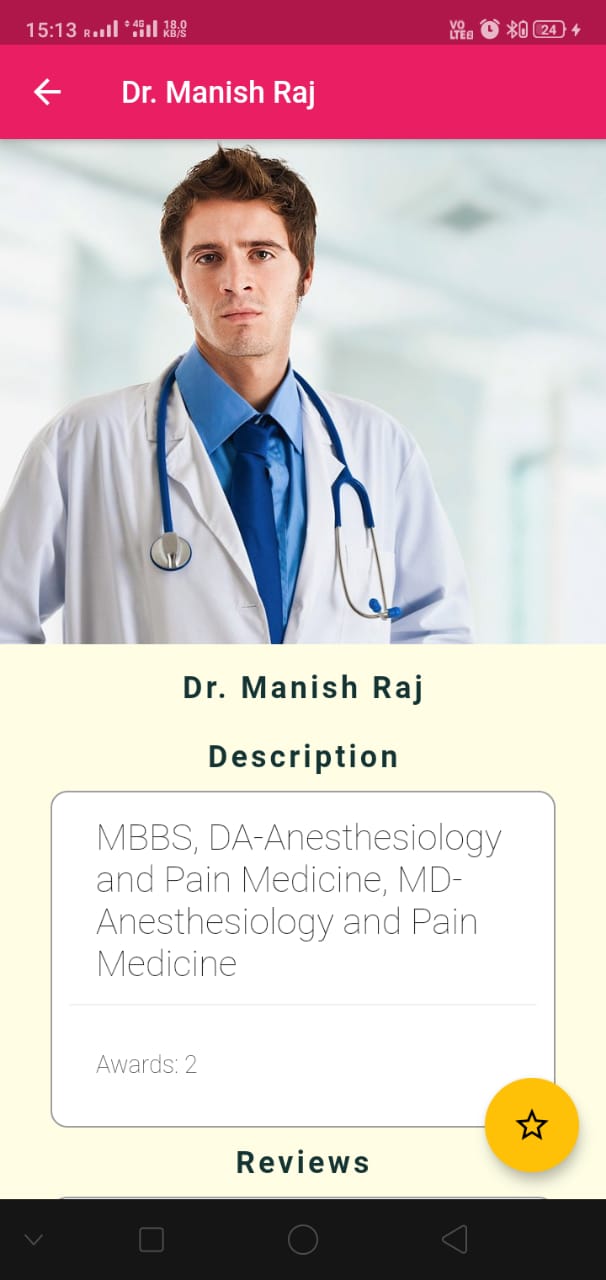 15:13 R 4G 18.0 KB/S VO LTE 24
Dr. Manish Raj
Dr. Manish Raj
Description
MBBS, DA-Anesthesiology
and Pain Medicine, MD-
Anesthesiology and Pain
Medicine
Awards: 2
Reviews